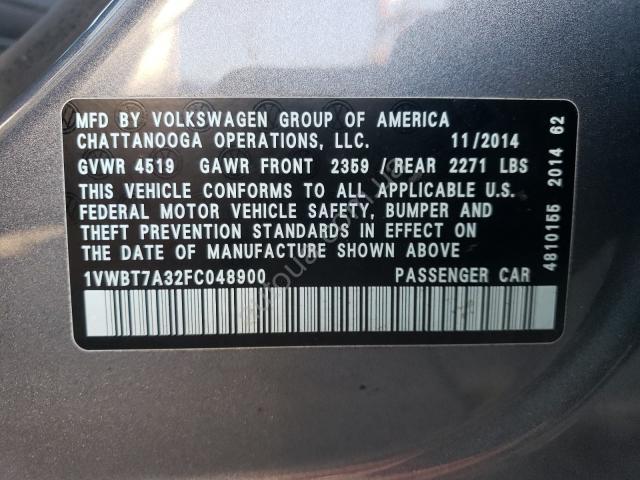 MFD BY VOLKSWAGEN GROUP OF AMERICA
CHATTANOOGA OPERATIONS, LLC. 11/2014
GVWR 4519 GAWR FRONT 2359 / REAR 2271 LBS
THIS VEHICLE CONFORMS TO ALL APPLICABLE U.S.
FEDERAL MOTOR VEHICLE SAFETY, BUMPER AND
THEFT PREVENTION STANDARDS IN EFFECT ON
THE DATE OF MANUFACTURE SHOWN ABOVE
1VWBT7A32FC048900 PASSENGER CAR
4810155 2014 62